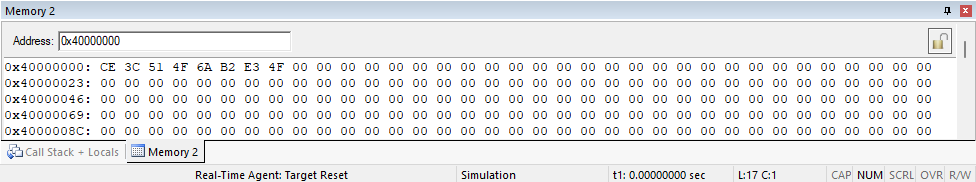 Memory 2
Address: 0x40000000
0x40000000: CE 3C 51 4F 6A B2 E3 4F 00 00 00 00 00 00 00 00 00 00 00 00 00 00 00 00 00 00 00 00 00 00 00 00 00 00 00
0x40000023: 00 00 00 00 00 00 00 00 00 00 00 00 00 00 00 00 00 00 00 00 00 00 00 00 00 00 00 00 00 00 00 00 00 00 00
0x40000046: 00 00 00 00 00 00 00 00 00 00 00 00 00 00 00 00 00 00 00 00 00 00 00 00 00 00 00 00 00 00 00 00 00 00 00
0x40000069: 00 00 00 00 00 00 00 00 00 00 00 00 00 00 00 00 00 00 00 00 00 00 00 00 00 00 00 00 00 00 00 00 00 00 00
0x4000008C: 00 00 00 00 00 00 00 00 00 00 00 00 00 00 00 00 00 00 00 00 00 00 00 00 00 00 00 00 00 00 00 00 00 00 00
Call Stack + Locals Memory 2
Real-Time Agent: Target Reset Simulation t1: 0.00000000 sec L:17 C:1 CAP NUM SCRL OVR R/W